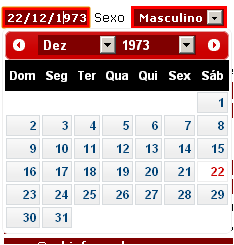 22/12/1973 Sexo Masculino
Dez 1973
Dom Seg Ter Qua Qui Sex Sáb
1
2 3 4 5 6 7 8
9 10 11 12 13 14 15
16 17 18 19 20 21 22
23 24 25 26 27 28 29
30 31